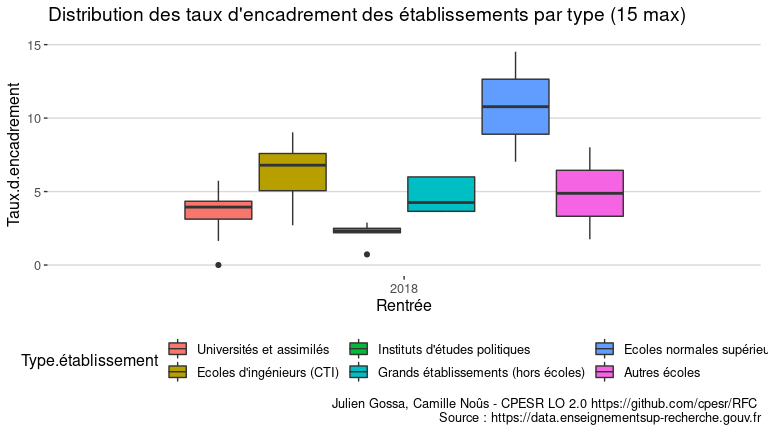 Distribution des taux d'encadrement des établissements par type (15 max)
15
10
5
0
Taux.d.encadrement
2018
Rentrée
Type.établissement
Universités et assimilés
Instituts d'études politiques
Ecoles normales supérieu
Ecoles d'ingénieurs (CTI)
Grands établissements (hors écoles)
Autres écoles
Julien Gossa, Camille Noûs - CPESR LO 2.0 https://github.com/cpesr/RFC
Source : https://data.enseignementsup-recherche.gouv.fr